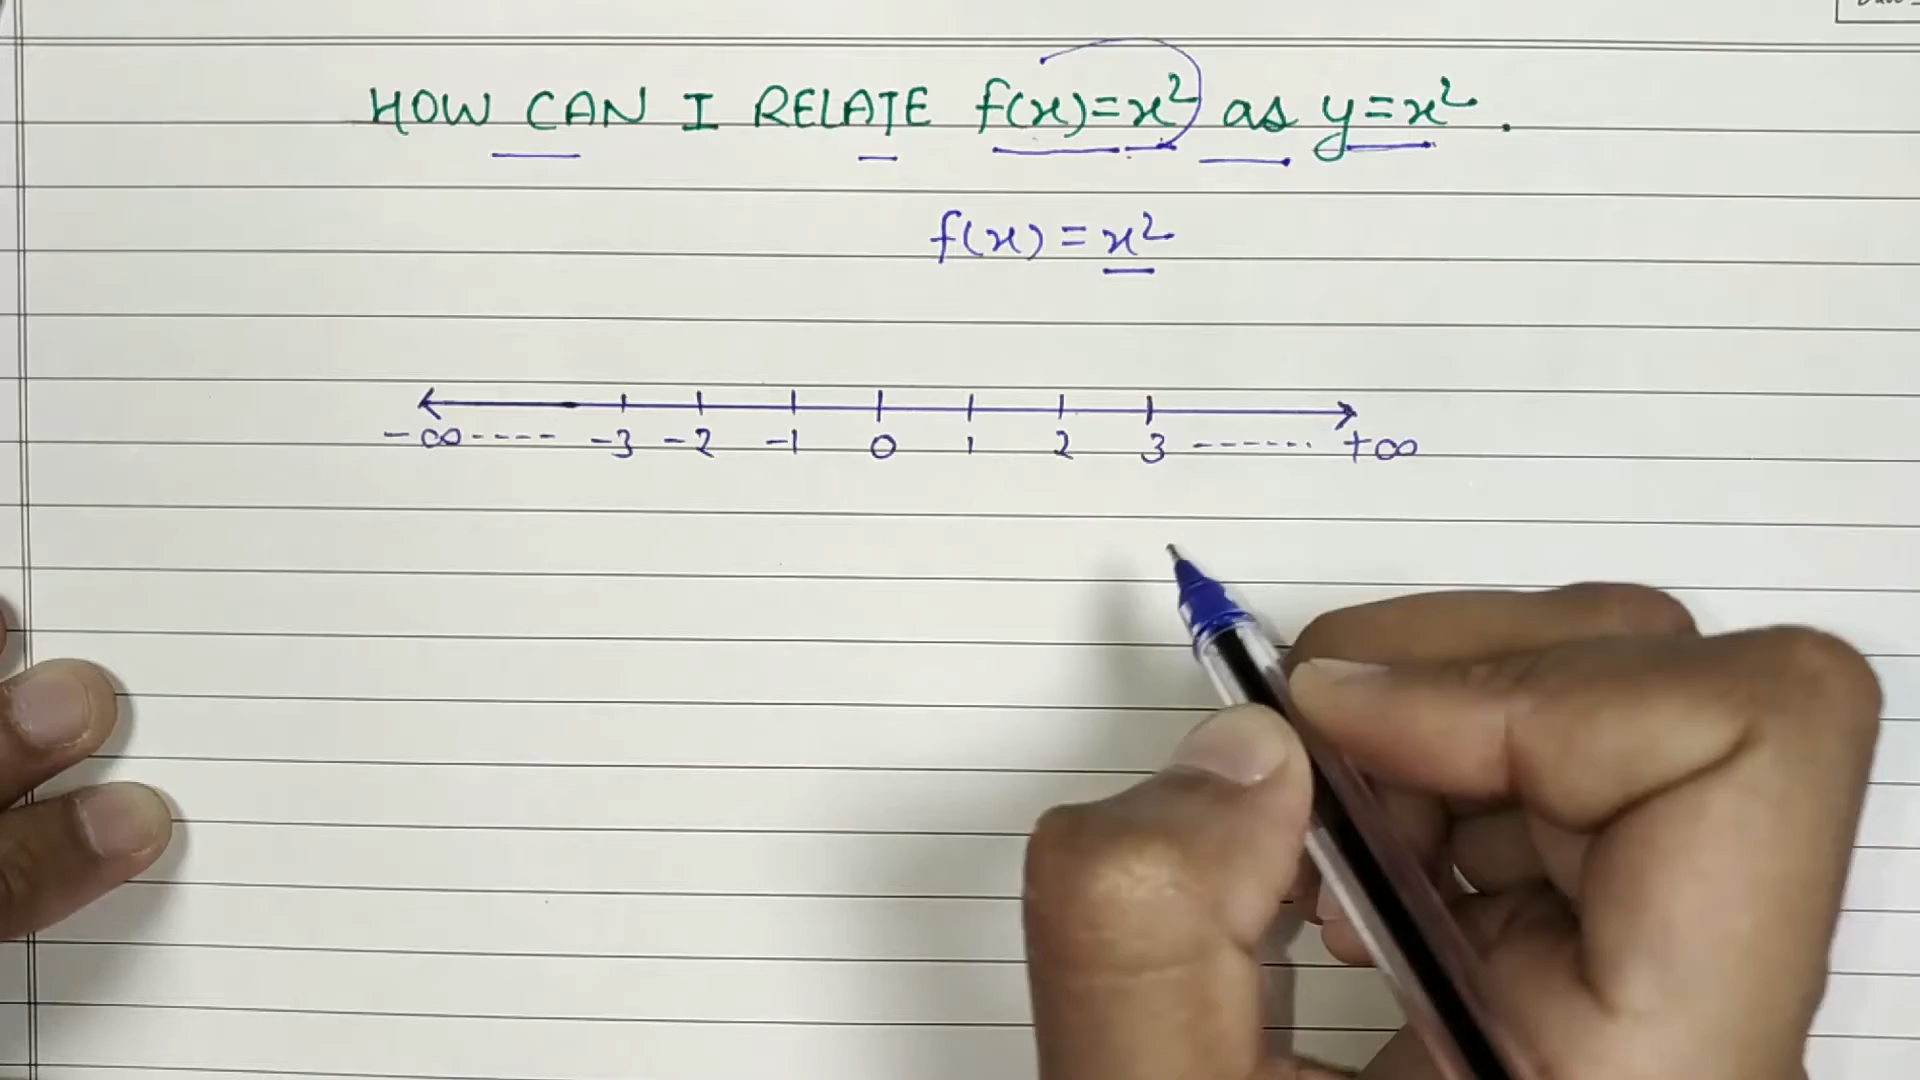 HOW CAN I RELATE f(x)=x² as y=x².
f(x) = x²
-∞---- -3 -2 -1 0 1 2 3 ------- +∞